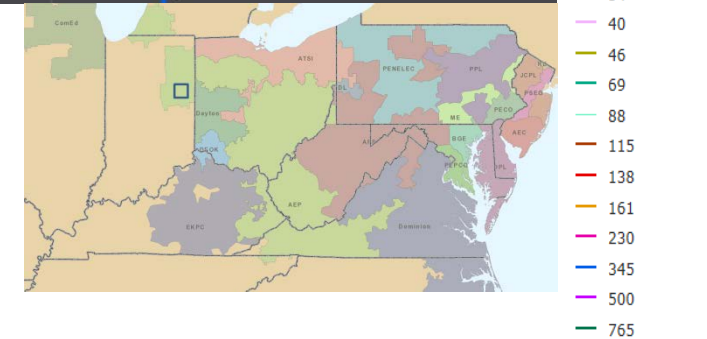 ComEd
ATSI
PENELEC
PPL
JCPL
PSEG
PECO
ME
AEC
Dayton
BGE
PEPCO
DPL
AEP
EKPC
Dominion
40
46
69
88
115
138
161
230
345
500
765